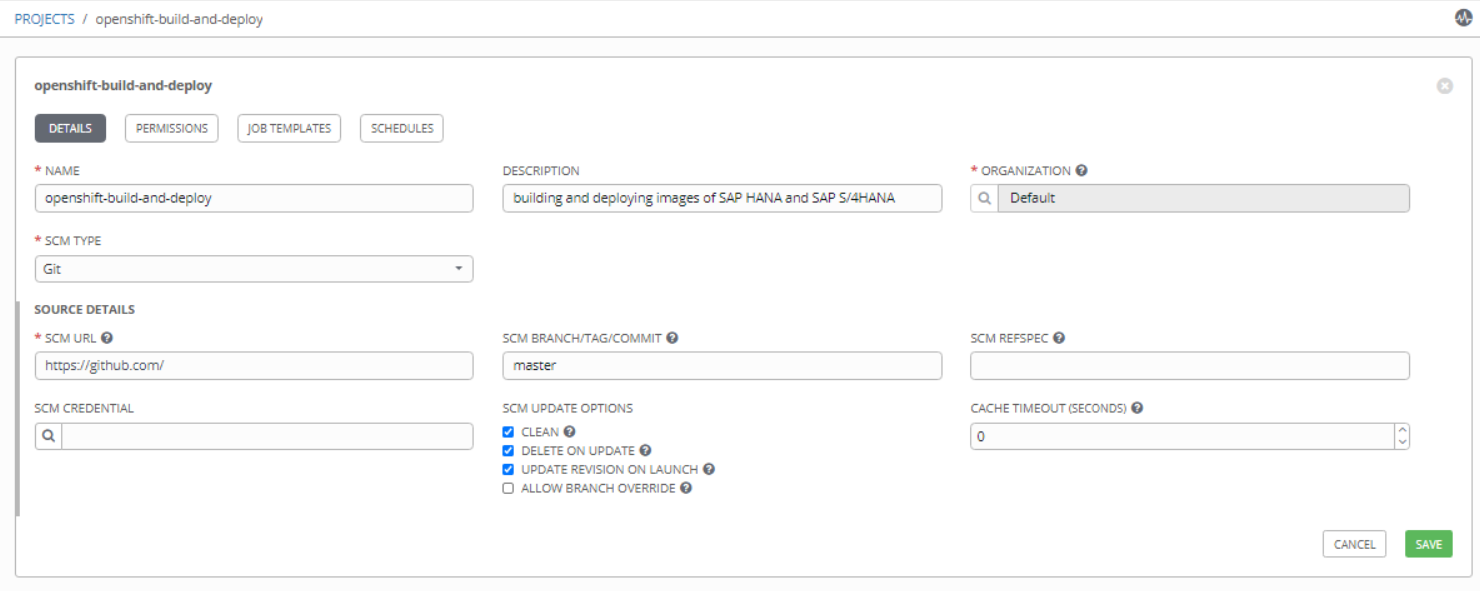 PROJECTS / openshift-build-and-deploy
openshift-build-and-deploy
DETAILS PERMISSIONS JOB TEMPLATES SCHEDULES
* NAME DESCRIPTION * ORGANIZATION ?
openshift-build-and-deploy building and deploying images of SAP HANA and SAP S/4HANA Default
* SCM TYPE
Git
SOURCE DETAILS
* SCM URL ? SCM BRANCH/TAG/COMMIT ? SCM REFSPEC ?
https://github.com/ master
SCM CREDENTIAL SCM UPDATE OPTIONS CACHE TIMEOUT (SECONDS) ?
CLEAN ?
0
DELETE ON UPDATE ?
UPDATE REVISION ON LAUNCH ?
ALLOW BRANCH OVERRIDE ?
CANCEL SAVE